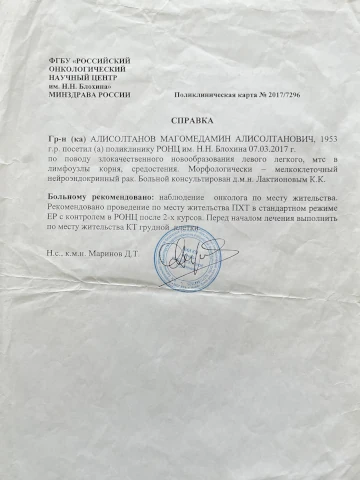 ФГБУ «РОССИЙСКИЙ
ОНКОЛОГИЧЕСКИЙ
НАУЧНЫЙ ЦЕНТР
им. Н.Н. Блохина»
МИНЗДРАВА РОССИИ
Поликлиническая карта № 2017/7296
СПРАВКА
Гр-н (ка) АЛИСОЛТАНОВ МАГОМЕДАМИН АЛИСОЛТАНОВИЧ, 1953
г.р. посетил (а) поликлинику РОНЦ им. Н.Н. Блохина 07.03.2017 г.
по поводу злокачественного новообразования левого легкого, мтс в
лимфоузлы корня, средостения. Морфологически – мелкоклеточный
нейроэндокринный рак. Больной консультирован д.м.н. Лактионовым К.К.
Больному рекомендовано: наблюдение онколога по месту жительства.
Рекомендовано проведение по месту жительства ПХТ в стандартном режиме
ЕР с контролем в РОНЦ после 2-х курсов. Перед началом лечения выполнить
по месту жительства КТ грудной клетки
Н.с.. к.м.н. Маринов Д.Т